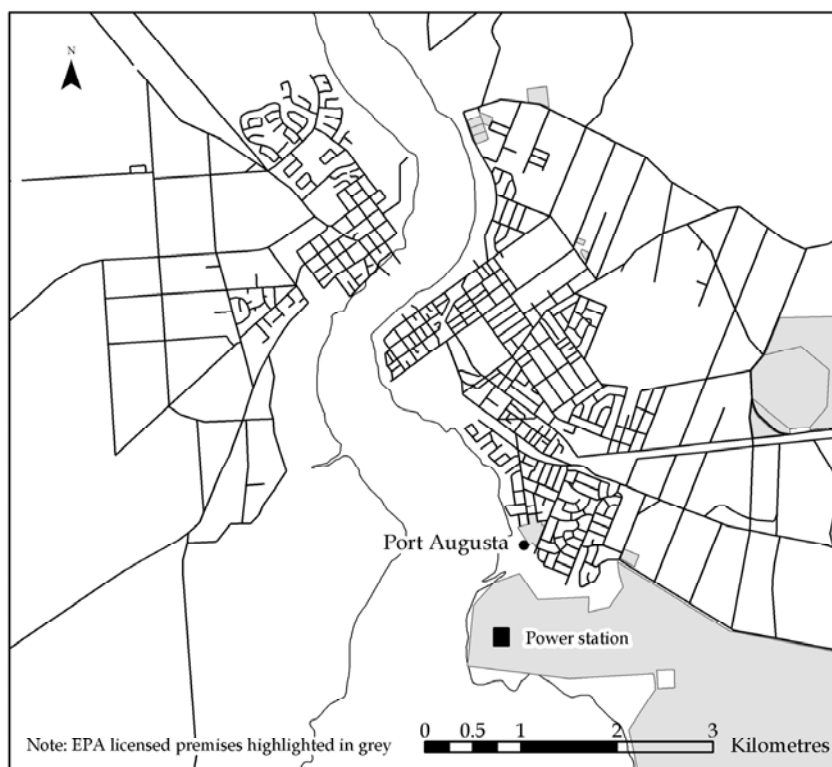 N
Port Augusta
Power station
0 0.5 1 2 3
Note: EPA licensed premises highlighted in grey
Kilometres